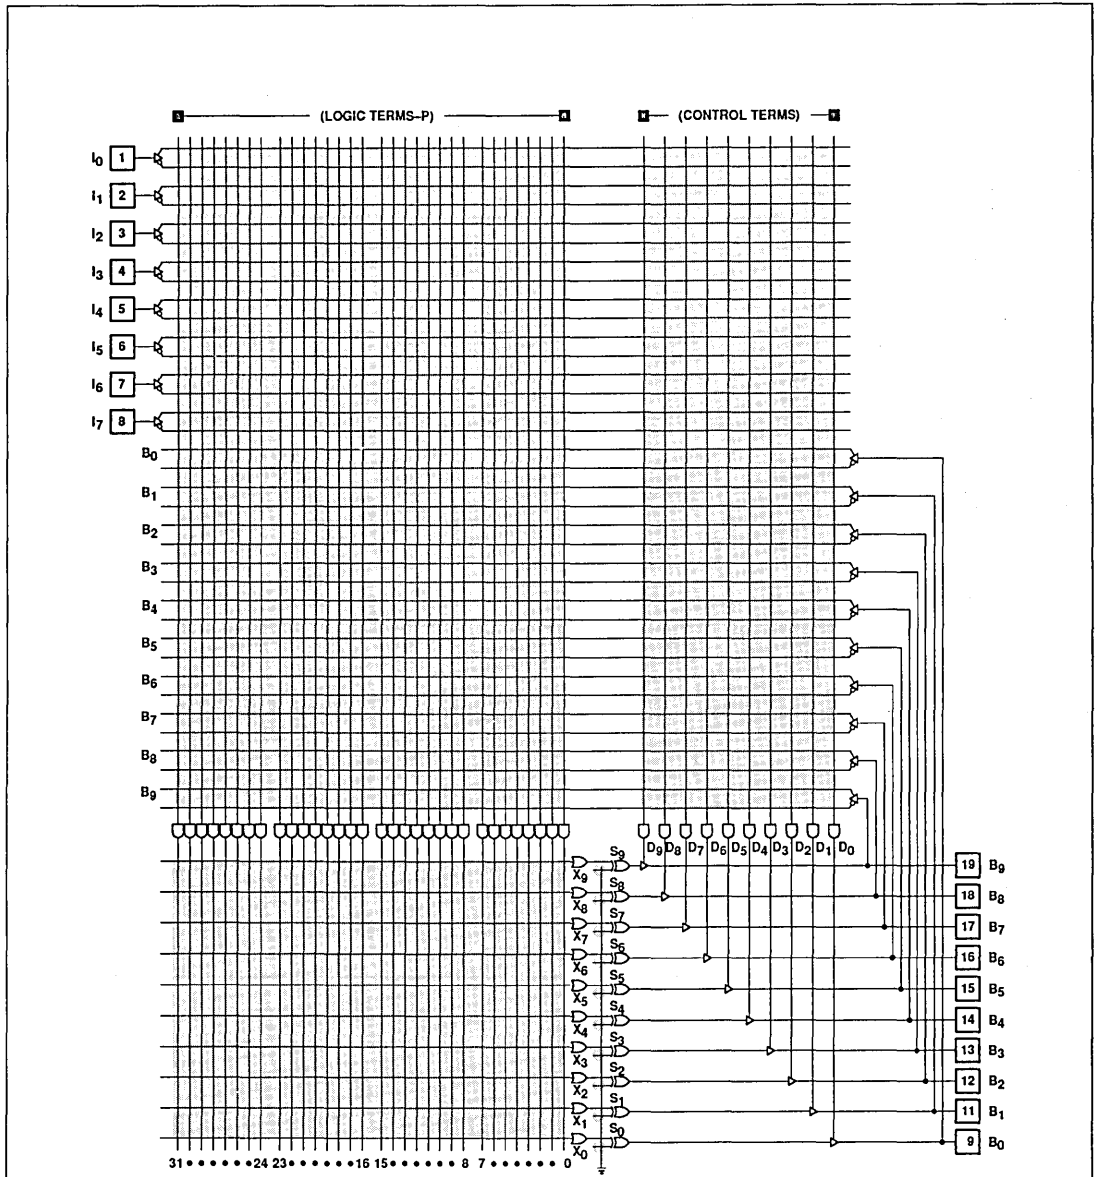 (LOGIC TERMS–P) (CONTROL TERMS)
I0 1
I1 2
I2 3
I3 4
I4 5
I5 6
I6 7
I7 8
B0
B1
B2
B3
B4
B5
B6
B7
B8
B9
D9 D8 D7 D6 D5 D4 D3 D2 D1 D0
S9
X9
19 B9
S8
X8
18 B8
S7
X7
17 B7
S6
X6
16 B6
S5
X5
15 B5
S4
X4
14 B4
S3
X3
13 B3
S2
X2
12 B2
S1
X1
11 B1
S0
X0
9 B0
31 • • • • • • 24 23 • • • • • • 16 15 • • • • • • 8 7 • • • • • • 0